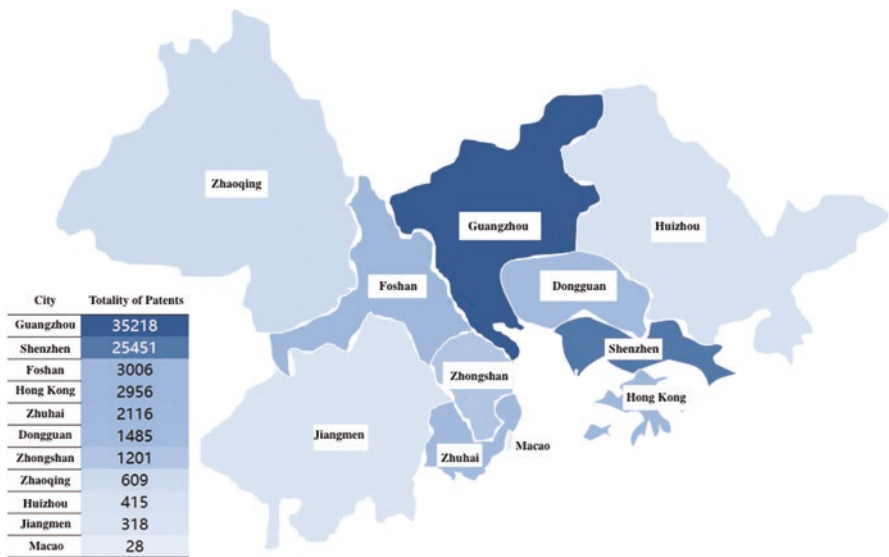 Zhaoqing
Guangzhou
Huizhou
Foshan
Dongguan
Shenzhen
Zhongshan
Hong Kong
Jiangmen
Macao
Zhuhai
City Totality of Patents
Guangzhou 35218
Shenzhen 25451
Foshan 3006
Hong Kong 2956
Zhuhai 2116
Dongguan 1485
Zhongshan 1201
Zhaoqing 609
Huizhou 415
Jiangmen 318
Macao 28